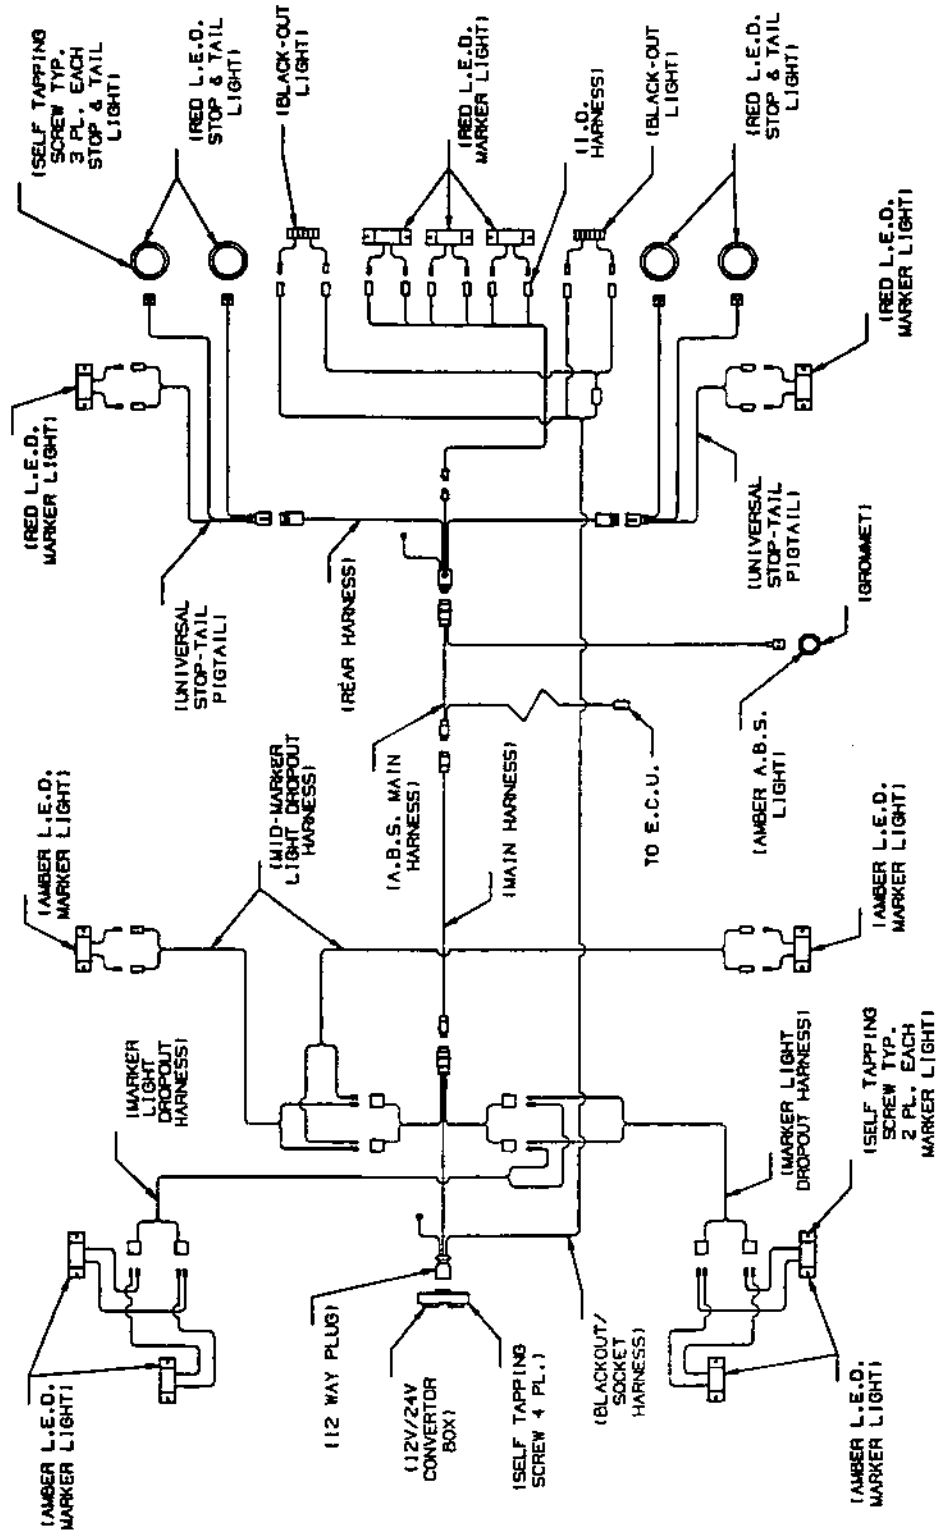 (SELF TAPPING
SCREW TYP.
3 PL. EACH
STOP & TAIL
LIGHT)
(RED L.E.D.
STOP & TAIL
LIGHT)
(BLACK-OUT
LIGHT)
(RED L.E.D.
MARKER LIGHT)
(I.D.
HARNESS)
(BLACK-OUT
LIGHT)
(RED L.E.D.
STOP & TAIL
LIGHT)
(RED L.E.D.
MARKER LIGHT)
(RED L.E.D.
MARKER LIGHT)
(UNIVERSAL
STOP-TAIL
PIGTAIL)
(REAR HARNESS)
(UNIVERSAL
STOP-TAIL
PIGTAIL)
(GROMMET)
(AMBER A.B.S.
LIGHT)
TO E.C.U.
(A.B.S. MAIN
HARNESS)
(MAIN HARNESS)
(MID-MARKER
LIGHT DROPOUT
HARNESS)
(AMBER L.E.D.
MARKER LIGHT)
(AMBER L.E.D.
MARKER LIGHT)
(MARKER
LIGHT
DROPOUT
HARNESS)
(MARKER LIGHT
DROPOUT HARNESS)
(SELF TAPPING
SCREW TYP.
2 PL. EACH
MARKER LIGHT)
(AMBER L.E.D.
MARKER LIGHT)
(12 WAY PLUG)
(12V/24V
CONVERTOR
BOX)
(SELF TAPPING
SCREW 4 PL.)
(BLACKOUT/
SOCKET
HARNESS)
(AMBER L.E.D.
MARKER LIGHT)